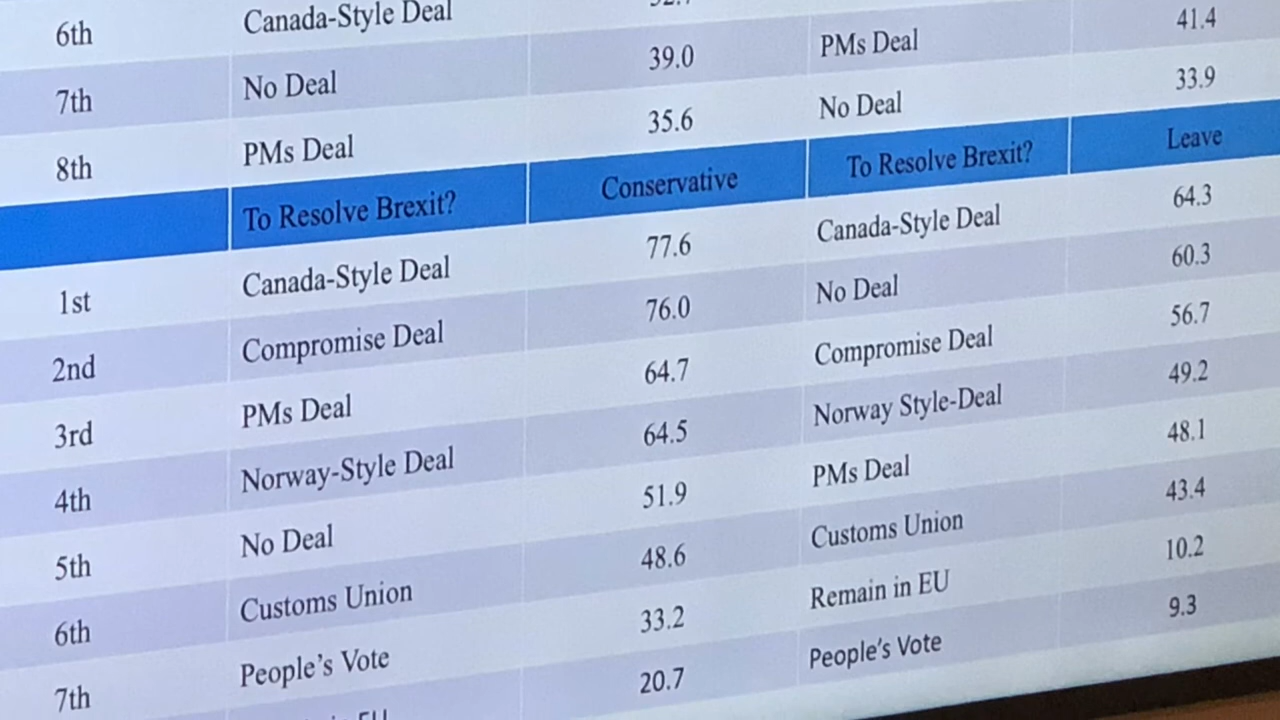 6th Canada-Style Deal
7th No Deal 39.0 PMs Deal 41.4
8th PMs Deal 35.6 No Deal 33.9
To Resolve Brexit? Conservative To Resolve Brexit? Leave
1st Canada-Style Deal 77.6 Canada-Style Deal 64.3
2nd Compromise Deal 76.0 No Deal 60.3
3rd PMs Deal 64.7 Compromise Deal 56.7
4th Norway-Style Deal 64.5 Norway Style-Deal 49.2
5th No Deal 51.9 PMs Deal 48.1
6th Customs Union 48.6 Customs Union 43.4
7th People’s Vote 33.2 Remain in EU 10.2
20.7 People’s Vote 9.3